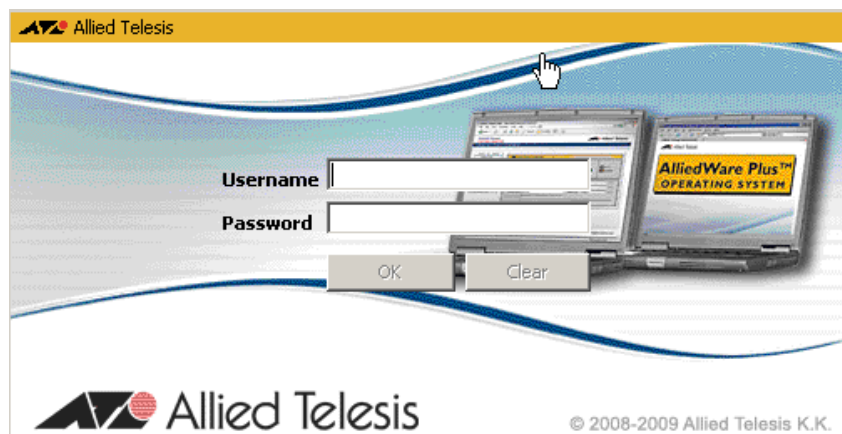 Allied Telesis
Username
AlliedWare Plus™
OPERATING SYSTEM
Password
OK
Clear
Allied Telesis
© 2008-2009 Allied Telesis K.K.